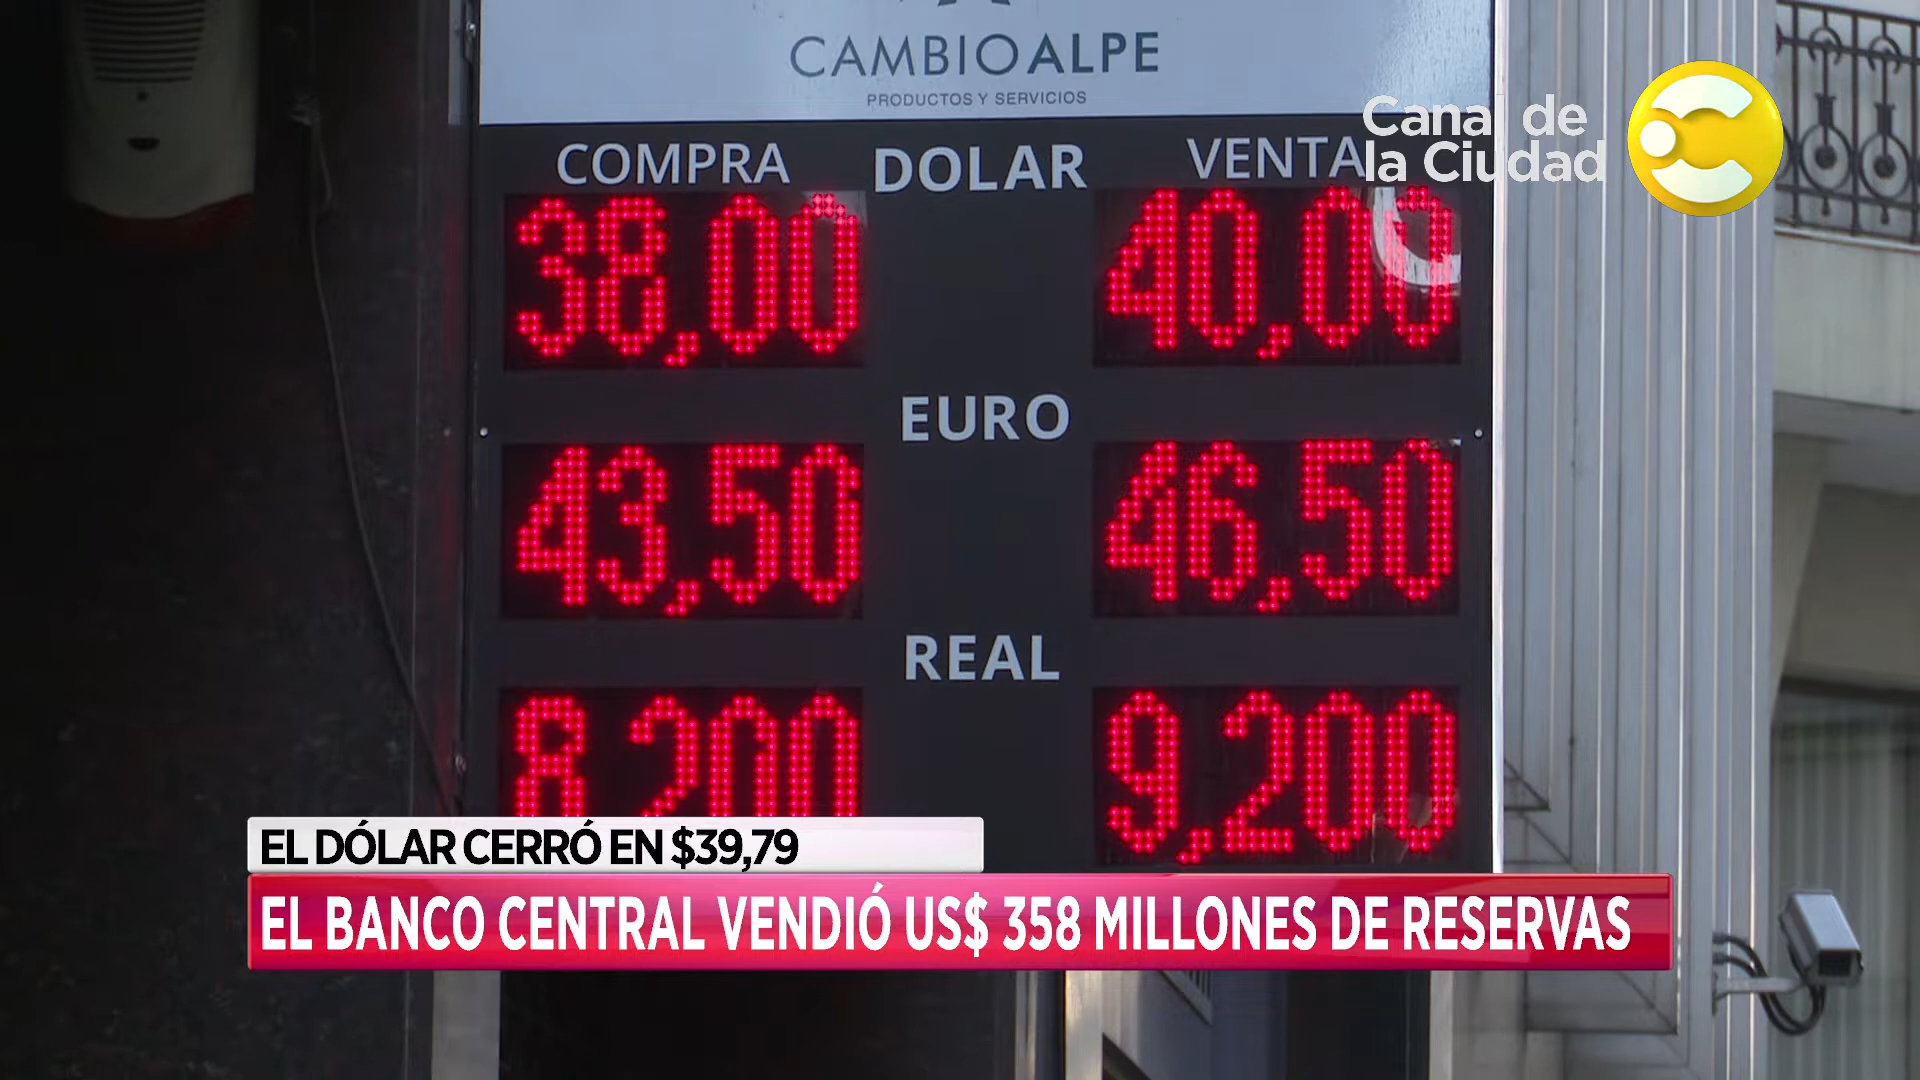 CAMBIO ALPE
PRODUCTOS Y SERVICIOS
Canal de
la Ciudad
COMPRA DOLAR VENTA
38,00 40,00
EURO
43,50 46,50
REAL
8,200 9,200
EL DÓLAR CERRÓ EN $39,79
EL BANCO CENTRAL VENDIÓ US$ 358 MILLONES DE RESERVAS